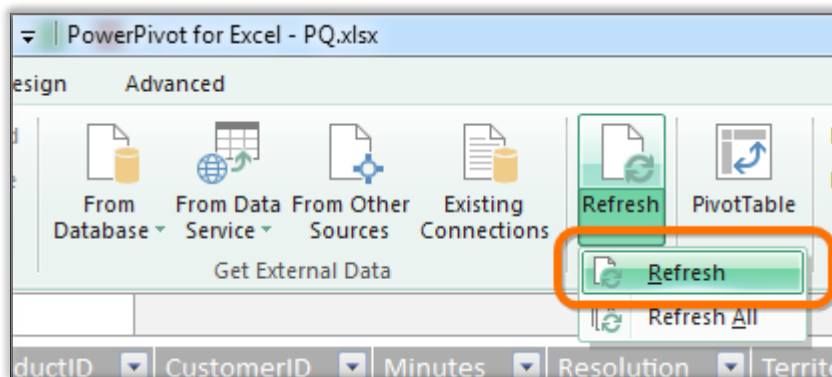 PowerPivot for Excel - PQ.xlsx
esign Advanced
From Database
From Data Service
From Other Sources
Existing Connections
Refresh
PivotTable
Get External Data
Refresh
Refresh All
ductID CustomerID Minutes Resolution Territ